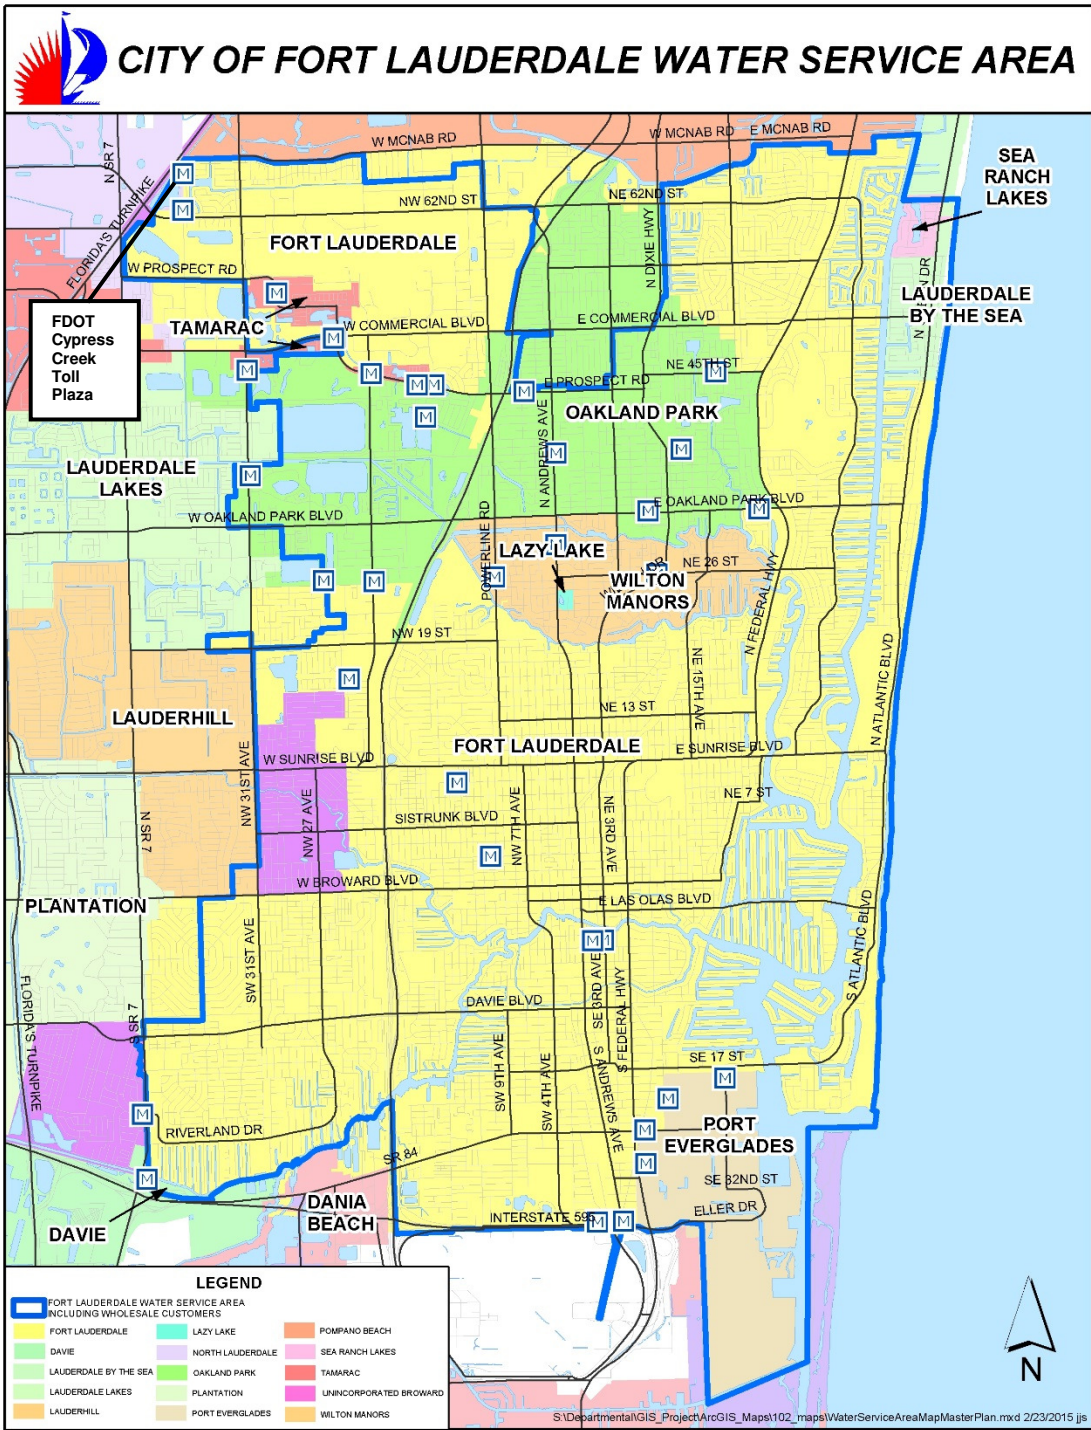 CITY OF FORT LAUDERDALE WATER SERVICE AREA
W MCNAB RD
W MCNAB RD
E MCNAB RD
N SR 7
FLORIDA'S TURNPIKE
SEA
RANCH
LAKES
M
M
NW 62ND ST
NE 62ND ST
FORT LAUDERDALE
N DIXIE HWY
W PROSPECT RD
LAUDERDALE
BY THE SEA
M
TAMARAC
W COMMERCIAL BLVD
E COMMERCIAL BLVD
FDOT
Cypress
Creek
Toll
Plaza
M
M
M
M
M
M
E PROSPECT RD
NE 45TH ST
M
OAKLAND PARK
M
N ANDREWS AVE
M
M
LAUDERDALE
LAKES
M
W OAKLAND PARK BLVD
E OAKLAND PARK BLVD
M
M
POWERLINE RD
M
LAZY LAKE
NE 26 ST
WILTON
MANORS
M
M
M
N FEDERAL HWY
NW 19 ST
NE 15TH AVE
N ATLANTIC BLVD
M
LAUDERHILL
NE 13 ST
FORT LAUDERDALE
E SUNRISE BLVD
W SUNRISE BLVD
NW 31ST AVE
M
NE 7 ST
NW 27 AVE
SISTRUNK BLVD
NW 7TH AVE
NE 3RD AVE
N SR 7
M
W BROWARD BLVD
PLANTATION
E LAS OLAS BLVD
SW 31ST AVE
M
S ATLANTIC BLVD
FLORIDA'S TURNPIKE
S SR 7
DAVIE BLVD
SE 3RD AVE
S FEDERAL HWY
SW 9TH AVE
SW 4TH AVE
S ANDREWS AVE
SE 17 ST
M
M
M
RIVERLAND DR
M
PORT
EVERGLADES
SR 84
M
M
SE 32ND ST
DANIA
BEACH
ELLER DR
INTERSTATE 595
M
M
DAVIE
LEGEND
FORT LAUDERDALE WATER SERVICE AREA
INCLUDING WHOLESALE CUSTOMERS
FORT LAUDERDALE
LAZY LAKE
POMPANO BEACH
DAVIE
NORTH LAUDERDALE
SEA RANCH LAKES
LAUDERDALE BY THE SEA
OAKLAND PARK
TAMARAC
LAUDERDALE LAKES
PLANTATION
UNINCORPORATED BROWARD
LAUDERHILL
PORT EVERGLADES
WILTON MANORS
N
S:\Departmental\GIS_Project\ArcGIS_Maps\102_maps\WaterServiceAreaMapMasterPlan.mxd 2/23/2015 jjs